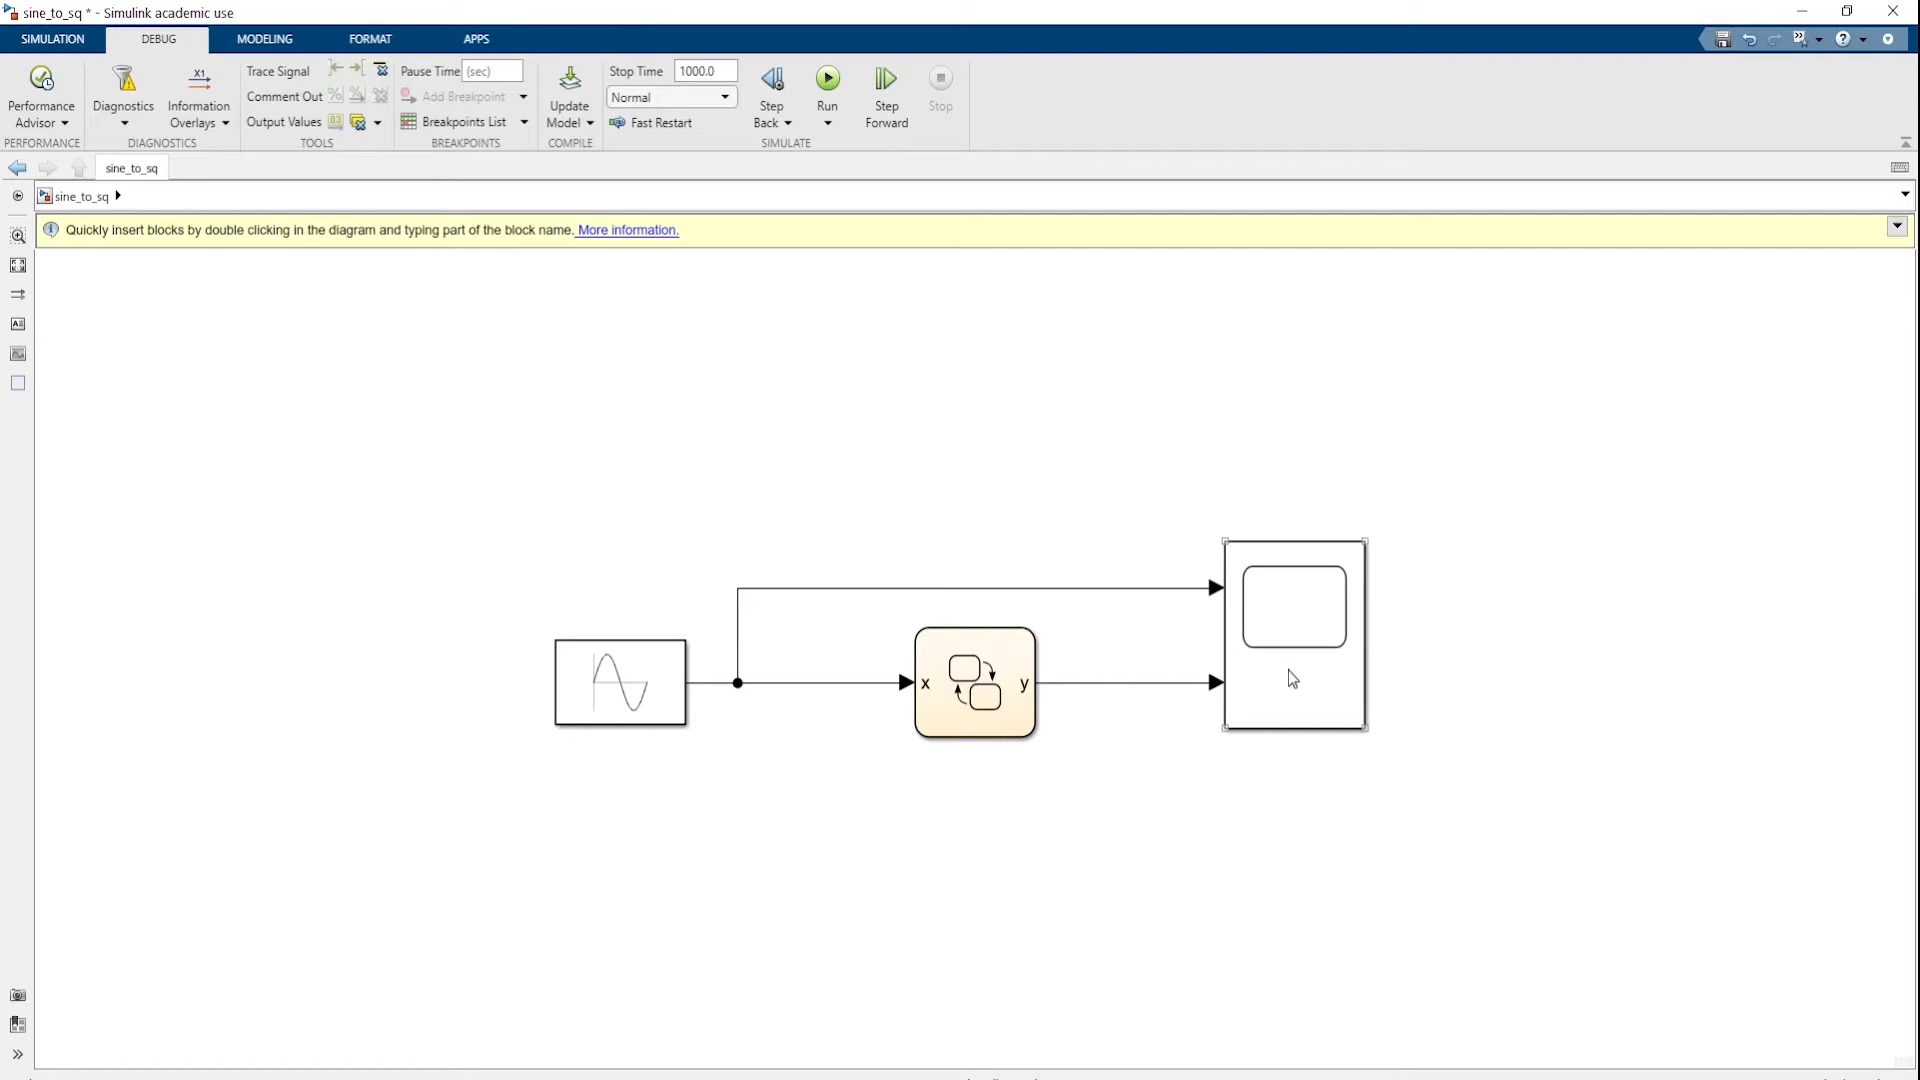 sine_to_sq * - Simulink academic use
SIMULATION DEBUG MODELING FORMAT APPS
Performance Advisor
PERFORMANCE
Diagnostics
Information Overlays
DIAGNOSTICS
Trace Signal
Comment Out
Output Values
TOOLS
Pause Time (sec)
Add Breakpoint
Breakpoints List
BREAKPOINTS
Update Model
COMPILE
Stop Time 1000.0
Normal
Fast Restart
Step Back
Run
Step Forward
Stop
SIMULATE
sine_to_sq
sine_to_sq
Quickly insert blocks by double clicking in the diagram and typing part of the block name. More information.
x y